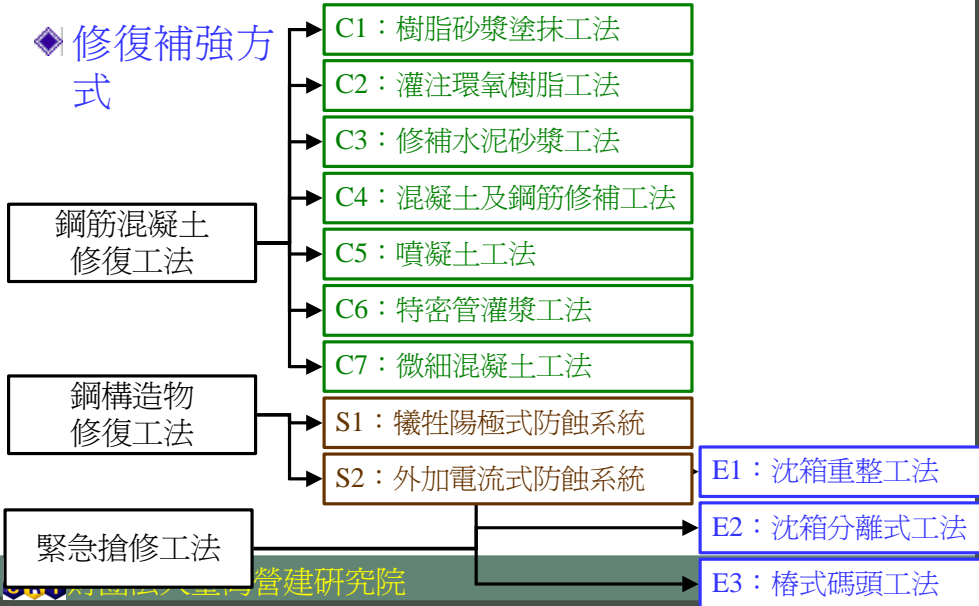 修復補強方
式
C1：樹脂砂漿塗抹工法
C2：灌注環氧樹脂工法
C3：修補水泥砂漿工法
C4：混凝土及鋼筋修補工法
鋼筋混凝土
修復工法
C5：噴凝土工法
C6：特密管灌漿工法
C7：微細混凝土工法
鋼構造物
修復工法
S1：犧牲陽極式防蝕系統
S2：外加電流式防蝕系統
E1：沈箱重整工法
緊急搶修工法
E2：沈箱分離式工法
E3：樁式碼頭工法
營建研究院